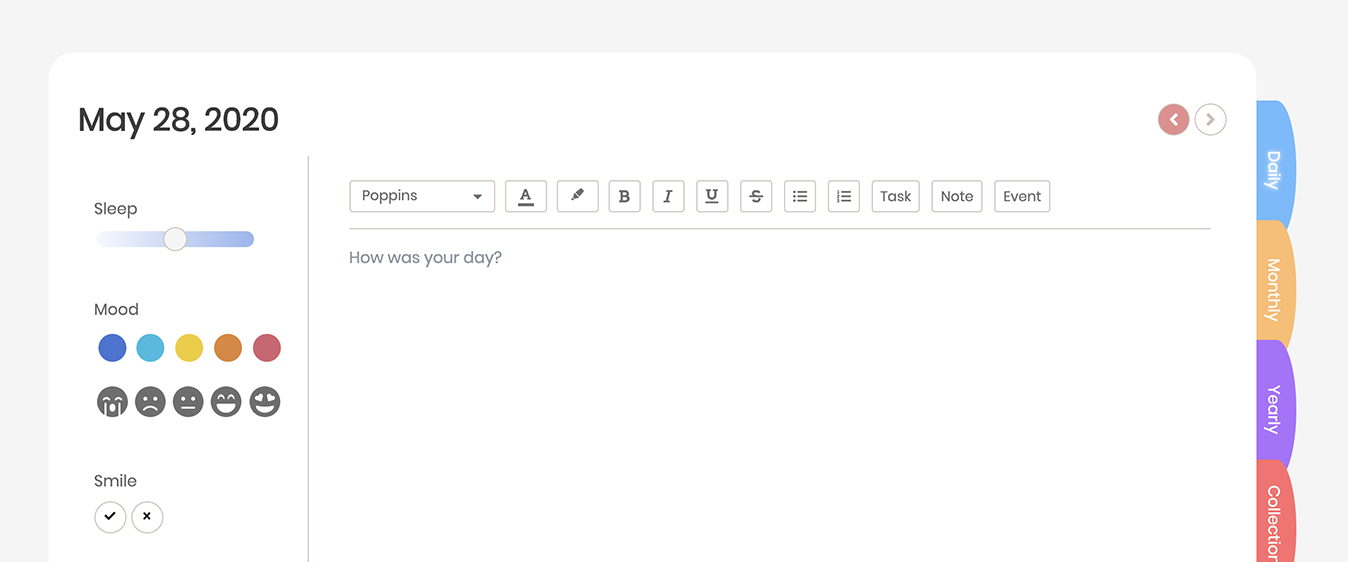 May 28, 2020
Sleep
Mood
Smile
Poppins
A
B
I
U
S
Task
Note
Event
How was your day?
Daily
Monthly
Yearly
Collection